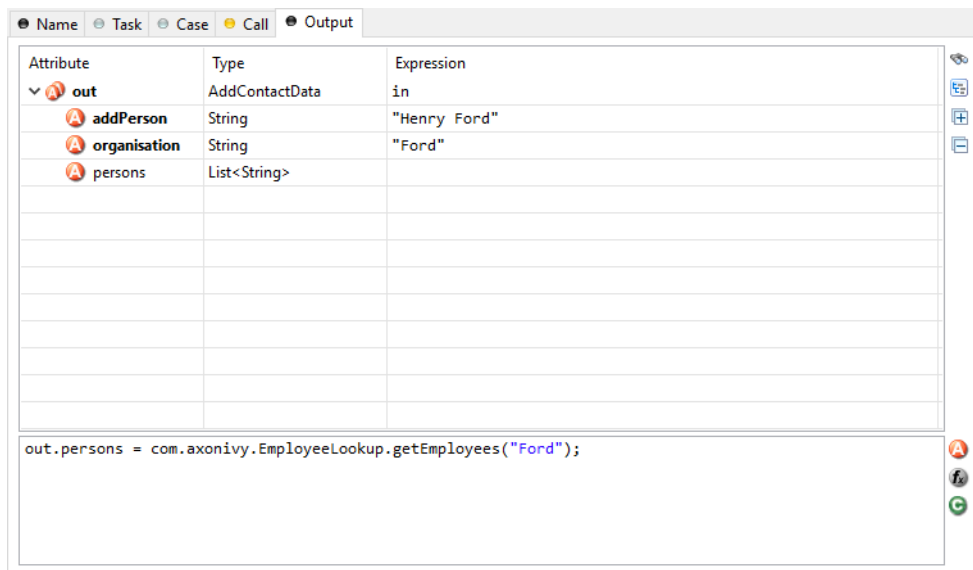 Name Task Case Call Output
Attribute Type Expression
out AddContactData in
addPerson String "Henry Ford"
organisation String "Ford"
persons List<String>
out.persons = com.axonivy.EmployeeLookup.getEmployees("Ford");